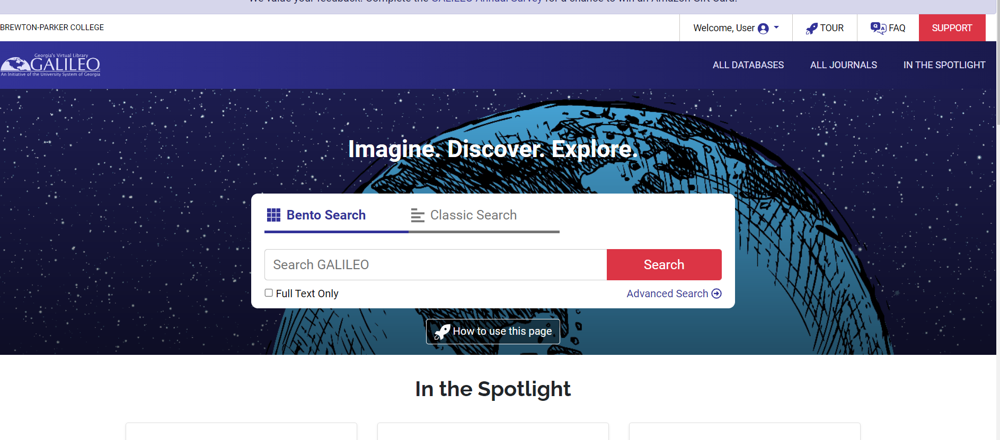 We value your feedback! Complete the GALILEO Annual Survey for a chance to win an Amazon Gift Card!
BREWTON-PARKER COLLEGE
Welcome, User
TOUR
FAQ
SUPPORT
Georgia's Virtual Library
GALILEO
An Initiative of the University System of Georgia
ALL DATABASES
ALL JOURNALS
IN THE SPOTLIGHT
Imagine. Discover. Explore.
Bento Search
Classic Search
Search GALILEO
Search
Full Text Only
Advanced Search
How to use this page
In the Spotlight